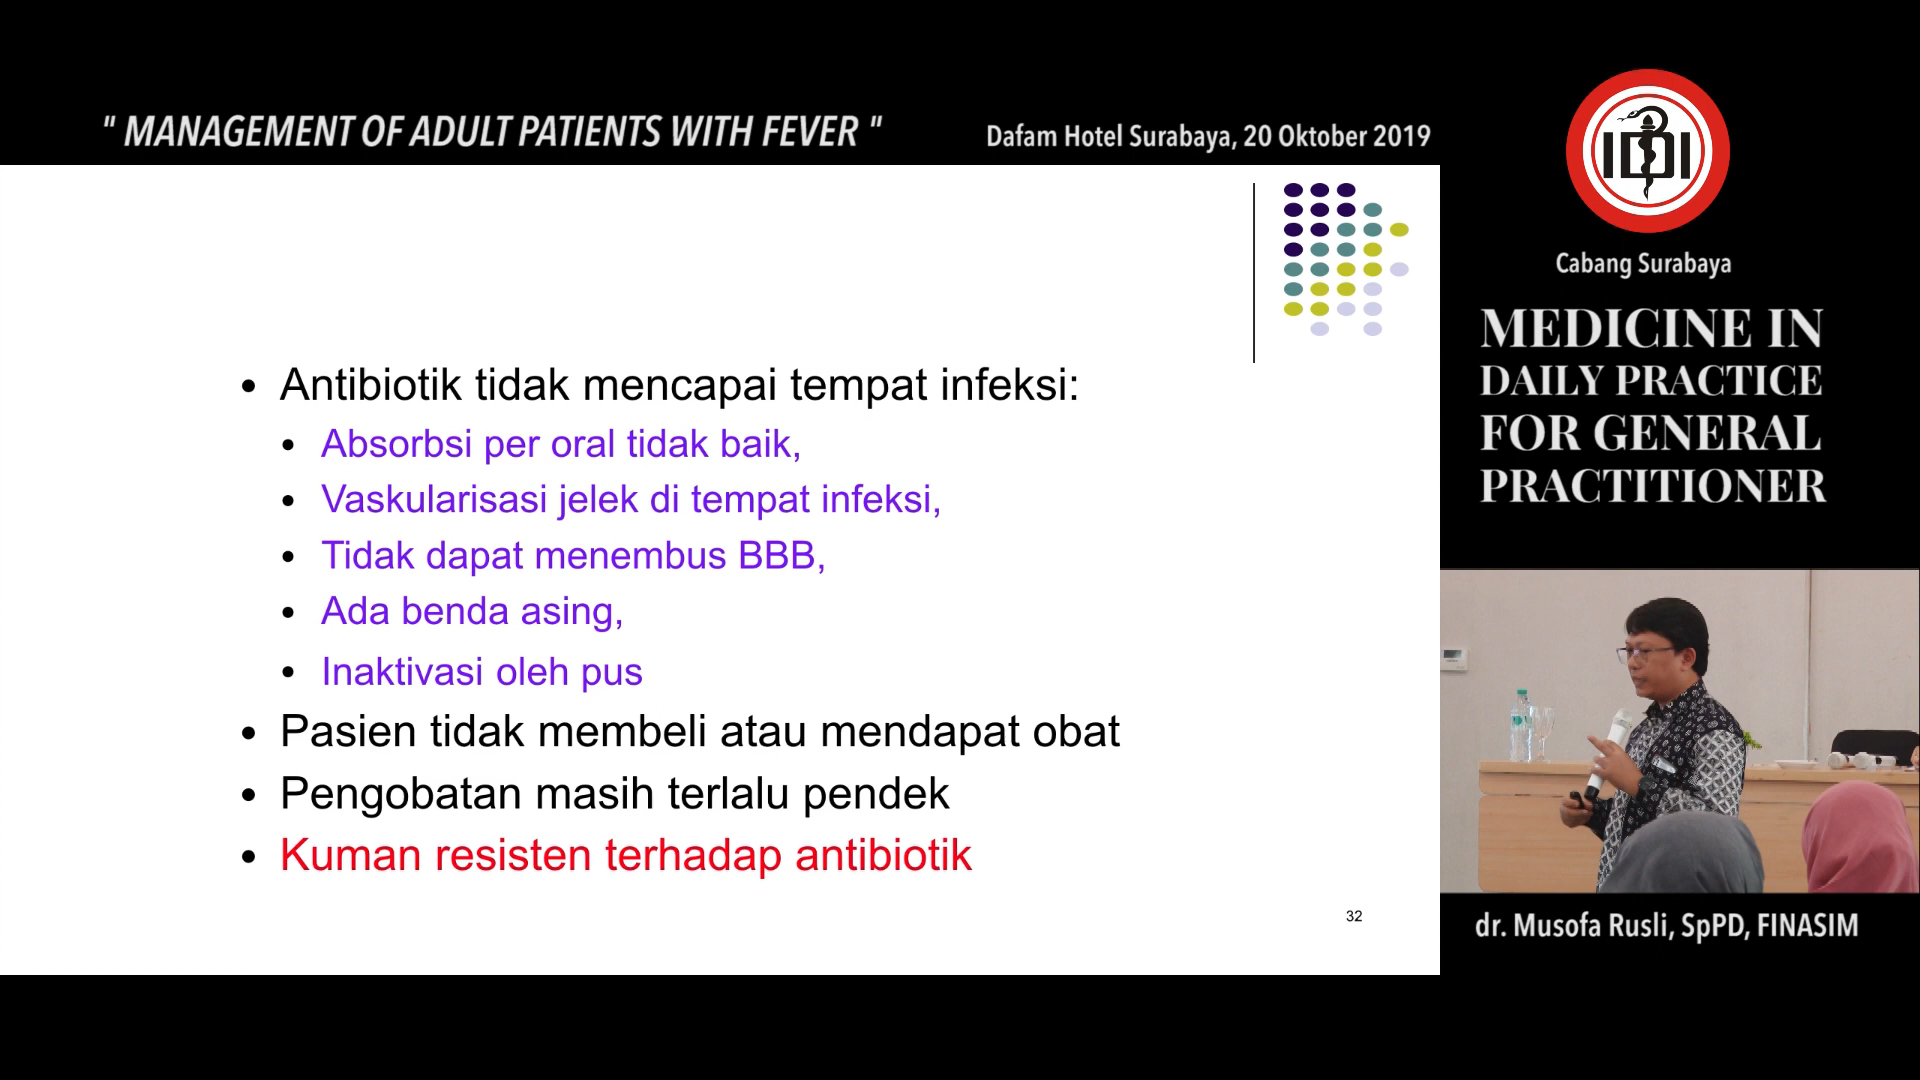 " MANAGEMENT OF ADULT PATIENTS WITH FEVER "
Dafam Hotel Surabaya, 20 Oktober 2019
IDI
Cabang Surabaya
MEDICINE IN
DAILY PRACTICE
FOR GENERAL
PRACTITIONER
• Antibiotik tidak mencapai tempat infeksi:
• Absorbsi per oral tidak baik,
• Vaskularisasi jelek di tempat infeksi,
• Tidak dapat menembus BBB,
• Ada benda asing,
• Inaktivasi oleh pus
• Pasien tidak membeli atau mendapat obat
• Pengobatan masih terlalu pendek
• Kuman resisten terhadap antibiotik
32
dr. Musofa Rusli, SpPD, FINASIM